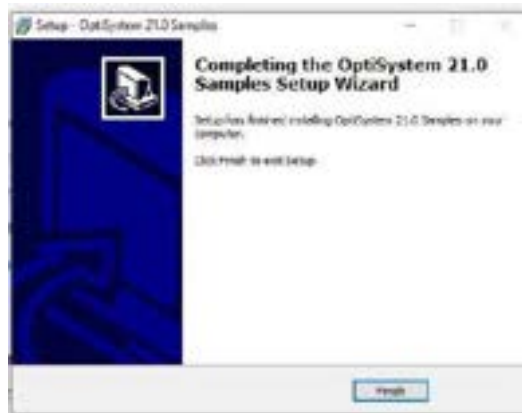 Setup - OptiSystem 21.0 Samples
Completing the OptiSystem 21.0
Samples Setup Wizard
Setup has finished installing OptiSystem 21.0 Samples on your
computer.
Click Finish to exit Setup.
Finish